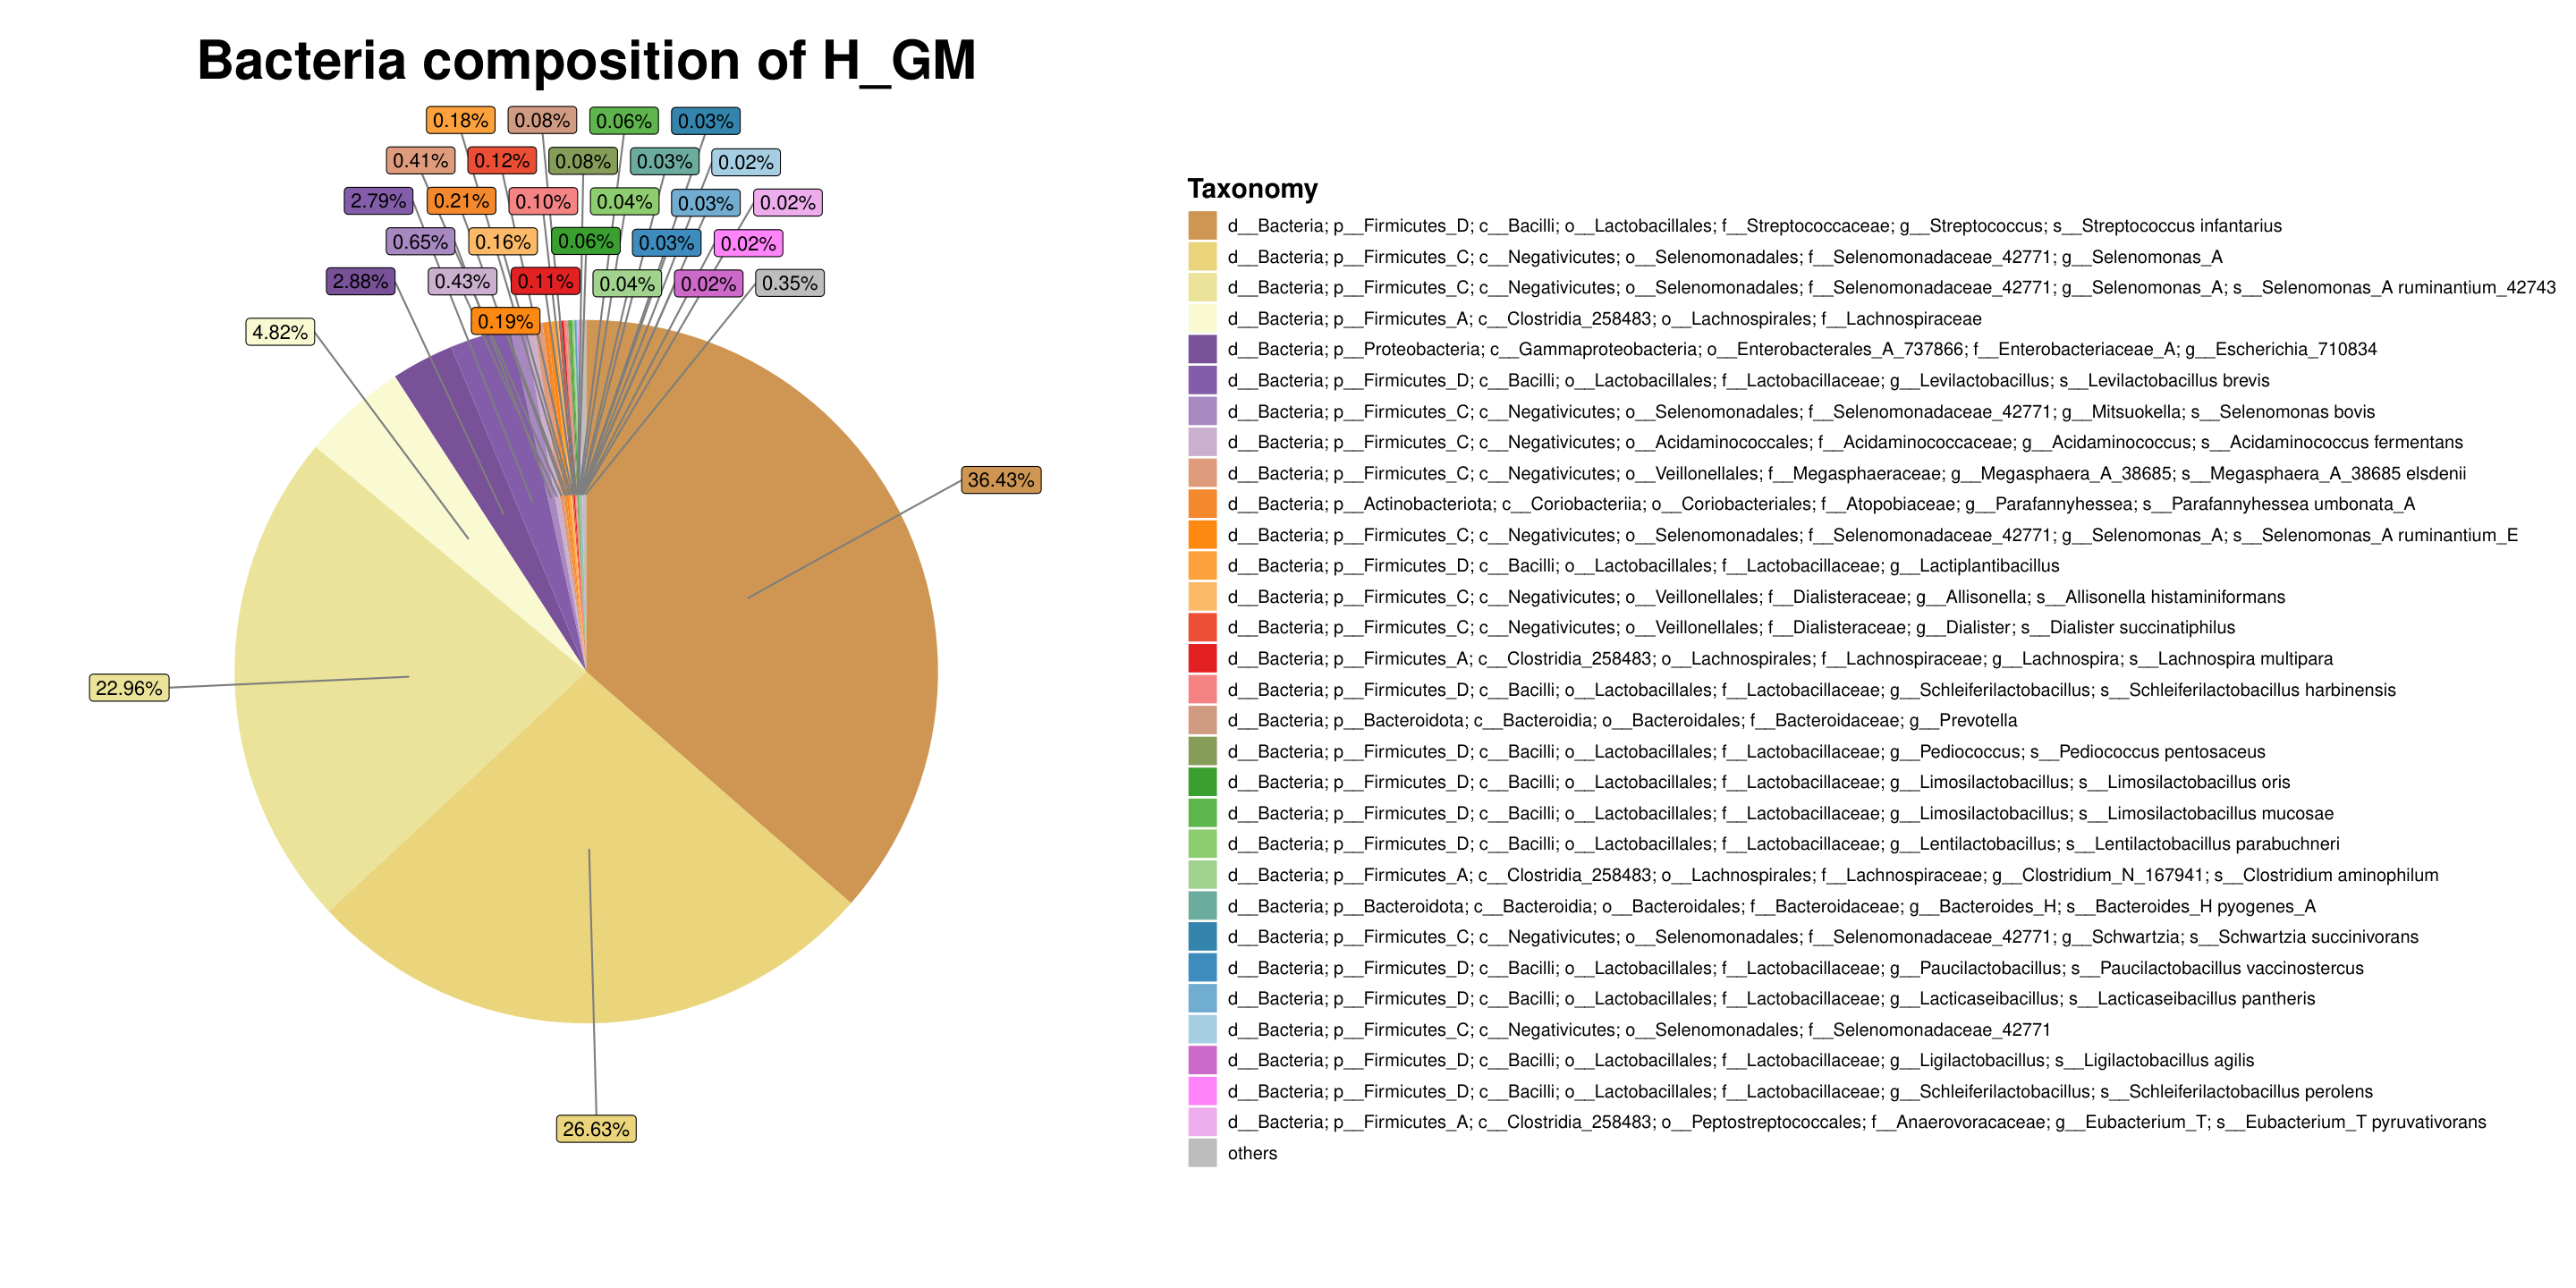 Bacteria composition of H_GM
0.18% 0.08% 0.06% 0.03%
0.41% 0.12% 0.08% 0.03% 0.02%
2.79% 0.21% 0.10% 0.04% 0.03% 0.02%
0.65% 0.16% 0.06% 0.03% 0.02%
2.88% 0.43% 0.11% 0.04% 0.02% 0.35%
0.19%
4.82%
36.43%
22.96%
26.63%
Taxonomy
d__Bacteria; p__Firmicutes_D; c__Bacilli; o__Lactobacillales; f__Streptococcaceae; g__Streptococcus; s__Streptococcus infantarius
d__Bacteria; p__Firmicutes_C; c__Negativicutes; o__Selenomonadales; f__Selenomonadaceae_42771; g__Selenomonas_A
d__Bacteria; p__Firmicutes_C; c__Negativicutes; o__Selenomonadales; f__Selenomonadaceae_42771; g__Selenomonas_A; s__Selenomonas_A ruminantium_42743
d__Bacteria; p__Firmicutes_A; c__Clostridia_258483; o__Lachnospirales; f__Lachnospiraceae
d__Bacteria; p__Proteobacteria; c__Gammaproteobacteria; o__Enterobacterales_A_737866; f__Enterobacteriaceae_A; g__Escherichia_710834
d__Bacteria; p__Firmicutes_D; c__Bacilli; o__Lactobacillales; f__Lactobacillaceae; g__Levilactobacillus; s__Levilactobacillus brevis
d__Bacteria; p__Firmicutes_C; c__Negativicutes; o__Selenomonadales; f__Selenomonadaceae_42771; g__Mitsuokella; s__Selenomonas bovis
d__Bacteria; p__Firmicutes_C; c__Negativicutes; o__Acidaminococcales; f__Acidaminococcaceae; g__Acidaminococcus; s__Acidaminococcus fermentans
d__Bacteria; p__Firmicutes_C; c__Negativicutes; o__Veillonellales; f__Megasphaeraceae; g__Megasphaera_A_38685; s__Megasphaera_A_38685 elsdenii
d__Bacteria; p__Actinobacteriota; c__Coriobacteriia; o__Coriobacteriales; f__Atopobiaceae; g__Parafannyhessea; s__Parafannyhessea umbonata_A
d__Bacteria; p__Firmicutes_C; c__Negativicutes; o__Selenomonadales; f__Selenomonadaceae_42771; g__Selenomonas_A; s__Selenomonas_A ruminantium_E
d__Bacteria; p__Firmicutes_D; c__Bacilli; o__Lactobacillales; f__Lactobacillaceae; g__Lactiplantibacillus
d__Bacteria; p__Firmicutes_C; c__Negativicutes; o__Veillonellales; f__Dialisteraceae; g__Allisonella; s__Allisonella histaminiformans
d__Bacteria; p__Firmicutes_C; c__Negativicutes; o__Veillonellales; f__Dialisteraceae; g__Dialister; s__Dialister succinatiphilus
d__Bacteria; p__Firmicutes_A; c__Clostridia_258483; o__Lachnospirales; f__Lachnospiraceae; g__Lachnospira; s__Lachnospira multipara
d__Bacteria; p__Firmicutes_D; c__Bacilli; o__Lactobacillales; f__Lactobacillaceae; g__Schleiferilactobacillus; s__Schleiferilactobacillus harbinensis
d__Bacteria; p__Bacteroidota; c__Bacteroidia; o__Bacteroidales; f__Bacteroidaceae; g__Prevotella
d__Bacteria; p__Firmicutes_D; c__Bacilli; o__Lactobacillales; f__Lactobacillaceae; g__Pediococcus; s__Pediococcus pentosaceus
d__Bacteria; p__Firmicutes_D; c__Bacilli; o__Lactobacillales; f__Lactobacillaceae; g__Limosilactobacillus; s__Limosilactobacillus oris
d__Bacteria; p__Firmicutes_D; c__Bacilli; o__Lactobacillales; f__Lactobacillaceae; g__Limosilactobacillus; s__Limosilactobacillus mucosae
d__Bacteria; p__Firmicutes_D; c__Bacilli; o__Lactobacillales; f__Lactobacillaceae; g__Lentilactobacillus; s__Lentilactobacillus parabuchneri
d__Bacteria; p__Firmicutes_A; c__Clostridia_258483; o__Lachnospirales; f__Lachnospiraceae; g__Clostridium_N_167941; s__Clostridium aminophilum
d__Bacteria; p__Bacteroidota; c__Bacteroidia; o__Bacteroidales; f__Bacteroidaceae; g__Bacteroides_H; s__Bacteroides_H pyogenes_A
d__Bacteria; p__Firmicutes_C; c__Negativicutes; o__Selenomonadales; f__Selenomonadaceae_42771; g__Schwartzia; s__Schwartzia succinivorans
d__Bacteria; p__Firmicutes_D; c__Bacilli; o__Lactobacillales; f__Lactobacillaceae; g__Paucilactobacillus; s__Paucilactobacillus vaccinostercus
d__Bacteria; p__Firmicutes_D; c__Bacilli; o__Lactobacillales; f__Lactobacillaceae; g__Lacticaseibacillus; s__Lacticaseibacillus pantheris
d__Bacteria; p__Firmicutes_C; c__Negativicutes; o__Selenomonadales; f__Selenomonadaceae_42771
d__Bacteria; p__Firmicutes_D; c__Bacilli; o__Lactobacillales; f__Lactobacillaceae; g__Ligilactobacillus; s__Ligilactobacillus agilis
d__Bacteria; p__Firmicutes_D; c__Bacilli; o__Lactobacillales; f__Lactobacillaceae; g__Schleiferilactobacillus; s__Schleiferilactobacillus perolens
d__Bacteria; p__Firmicutes_A; c__Clostridia_258483; o__Peptostreptococcales; f__Anaerovoracaceae; g__Eubacterium_T; s__Eubacterium_T pyruvativorans
others